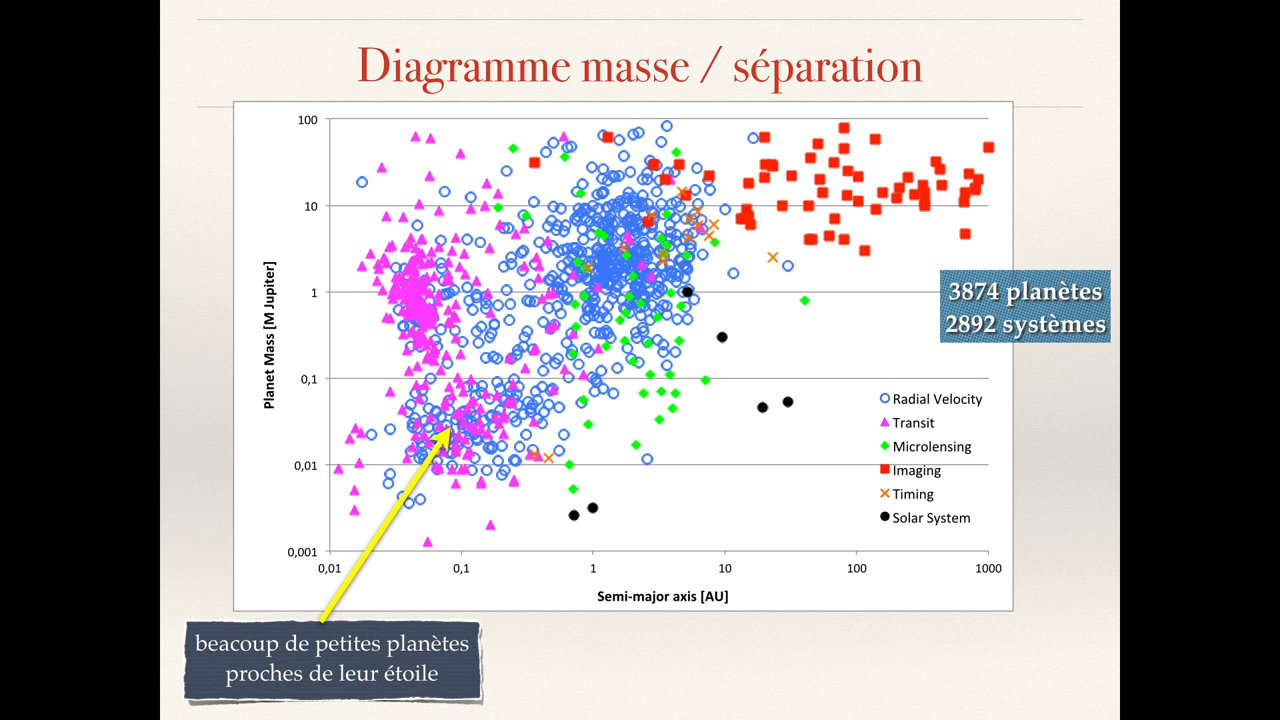 Diagramme masse / séparation
100
10
1
0,1
0,01
0,001
Planet Mass [M Jupiter]
0,01
0,1
1
10
100
1000
Semi-major axis [AU]
3874 planètes
2892 systèmes
Radial Velocity
Transit
Microlensing
Imaging
Timing
Solar System
beacoup de petites planètes
proches de leur étoile